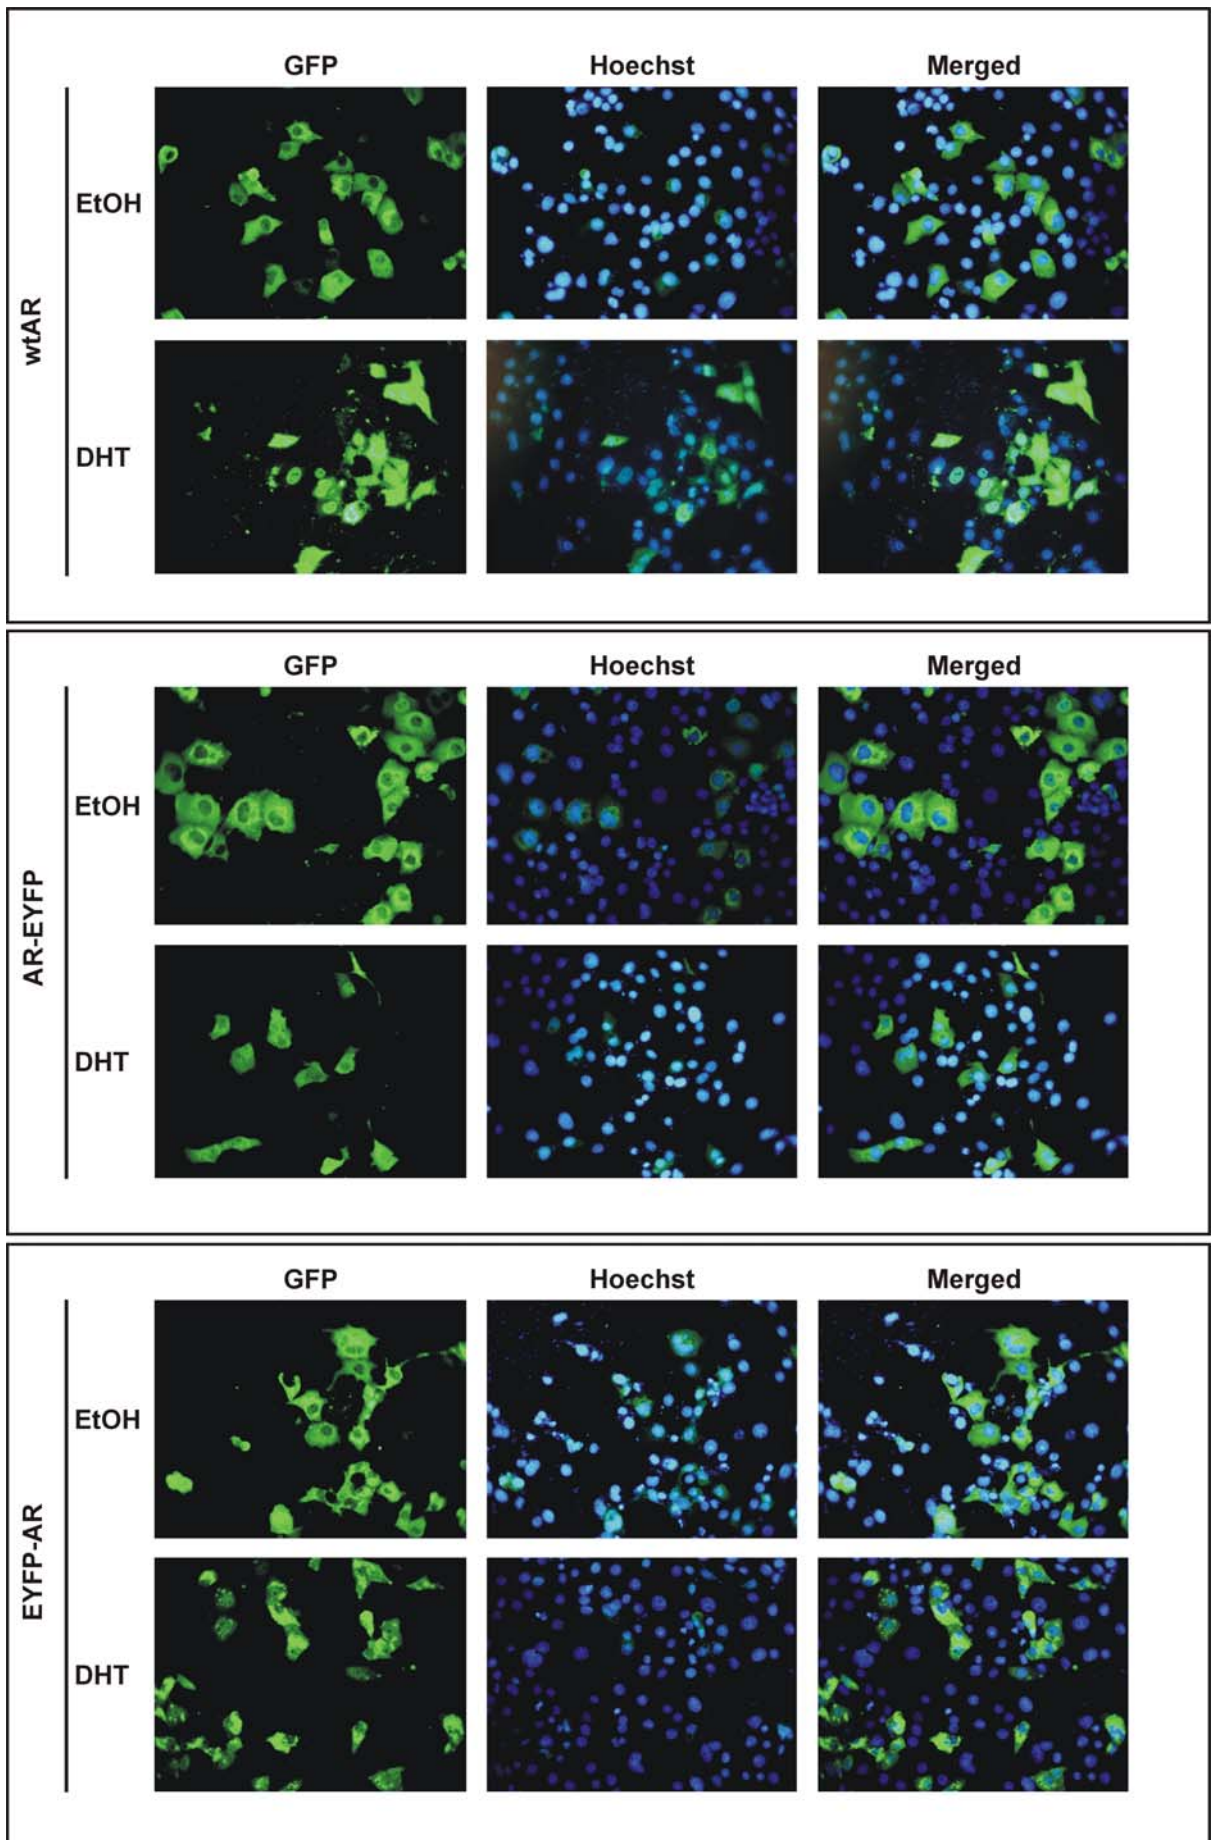 GFP Hoechst Merged
wtAR
EtOH
DHT
GFP Hoechst Merged
AR-EYFP
EtOH
DHT
GFP Hoechst Merged
EYFP-AR
EtOH
DHT